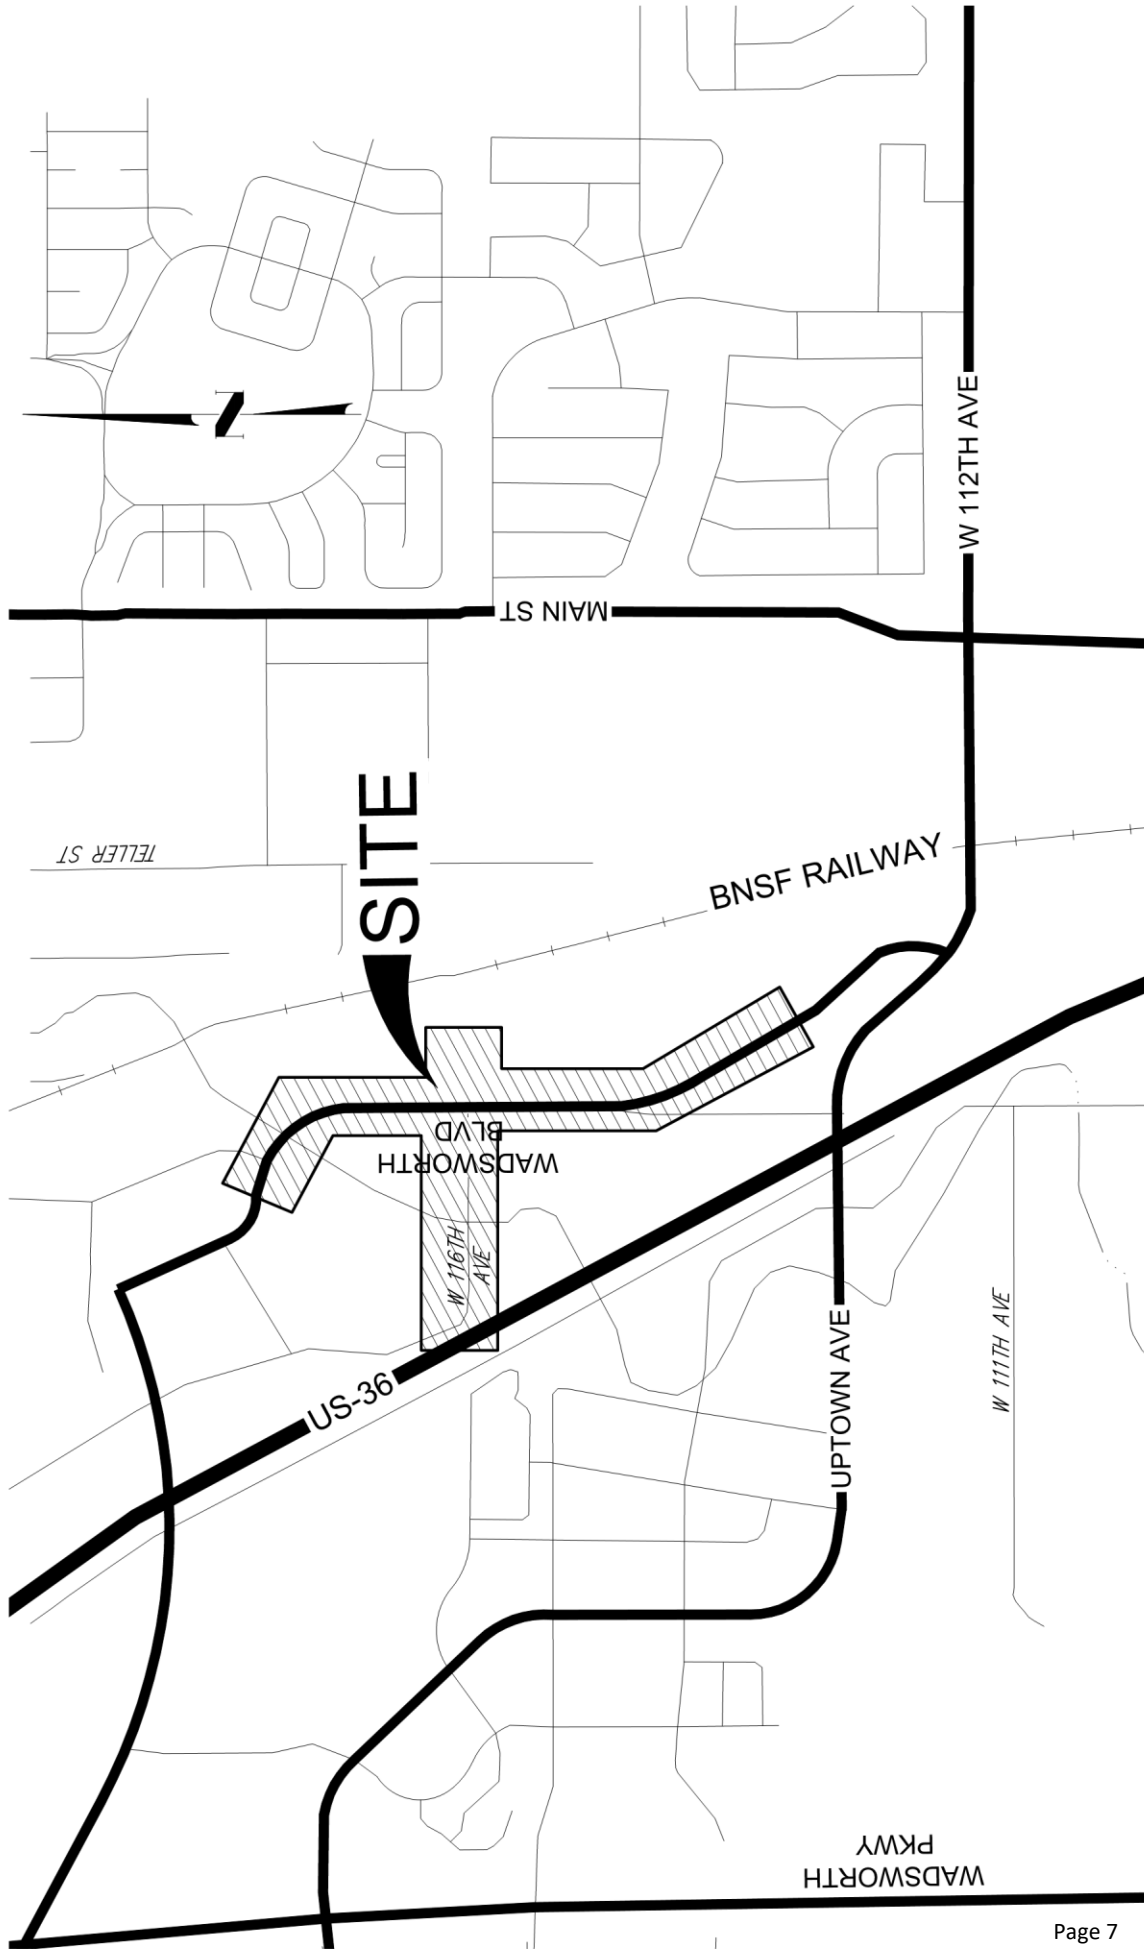 W 112TH AVE
N
MAIN ST
TELLER ST
SITE
BNSF RAILWAY
WADSWORTH
BLVD
W 116TH
AVE
US-36
UPTOWN AVE
W 111TH AVE
WADSWORTH
PKWY
Page 7